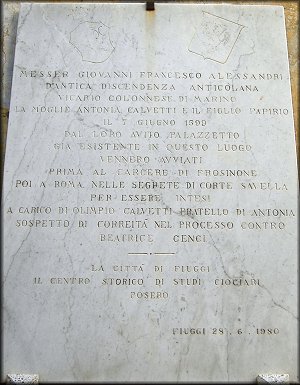 MESSER GIOVANNI FRANCESCO ALESSANDRI
D'ANTICA DISCENDENZA ANTICOLANA
VICARIO COLONNESE DI MARINO
LA MOGLIE ANTONIA CALVETTI E IL FIGLIO PAPIRIO
IL 7 GIUGNO 1599
DAL LORO AVITO PALAZZETTO
GIÀ ESISTENTE IN QUESTO LUOGO
VENNERO AVVIATI
PRIMA AL CARCERE DI FROSINONE
POI A ROMA NELLE SEGRETE DI CORTE SAVELLA
PER ESSERE INTESI
A CARICO DI OLIMPIO CALVETTI FRATELLO DI ANTONIA
SOSPETTO DI CORREITÀ NEL PROCESSO CONTRO
BEATRICE CENCI
LA CITTÀ DI FIUGGI
IL CENTRO STORICO DI STUDI CIOCIARI
POSERO
FIUGGI 28.6.1980